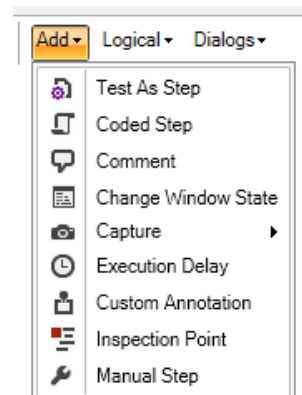 Add Logical Dialogs
Test As Step
Coded Step
Comment
Change Window State
Capture
Execution Delay
Custom Annotation
Inspection Point
Manual Step